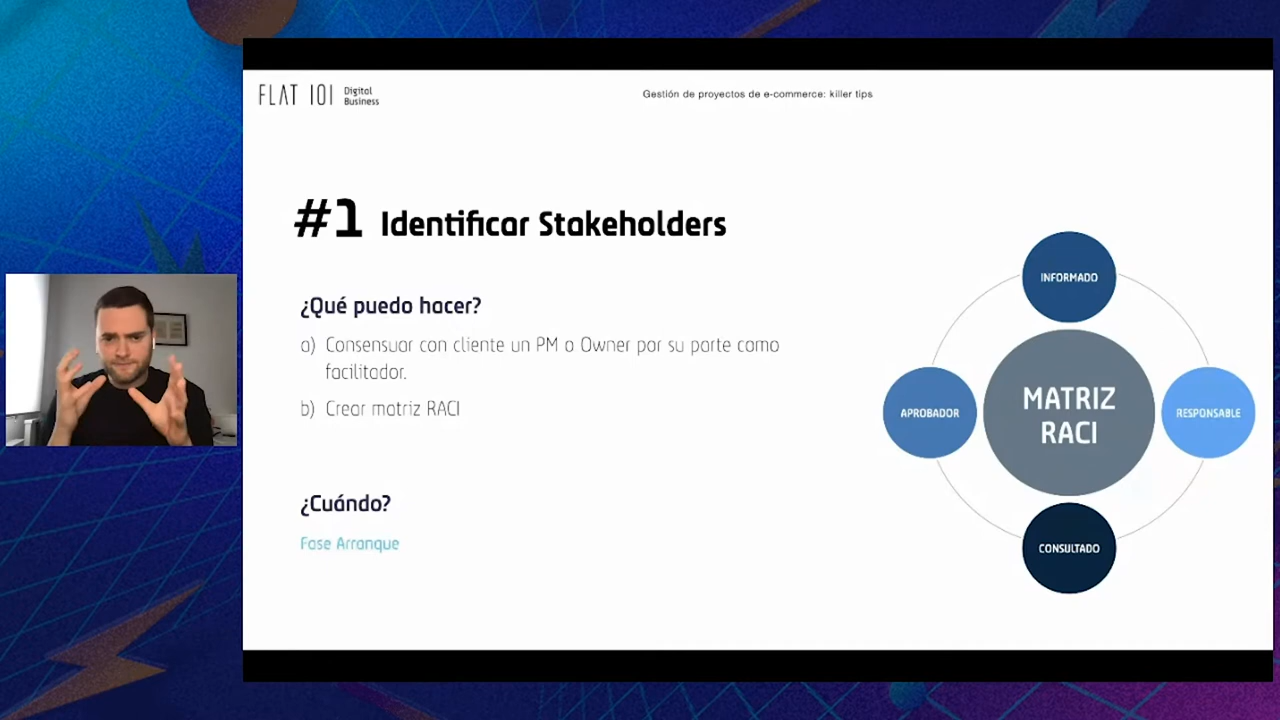 FLAT 101 Digital Business
Gestión de proyectos de e-commerce: killer tips
#1 Identificar Stakeholders
¿Qué puedo hacer?
a) Consensuar con cliente un PM o Owner por su parte como
facilitador.
b) Crear matriz RACI
¿Cuándo?
Fase Arranque
INFORMADO
APROBADOR
MATRIZ
RACI
RESPONSABLE
CONSULTADO